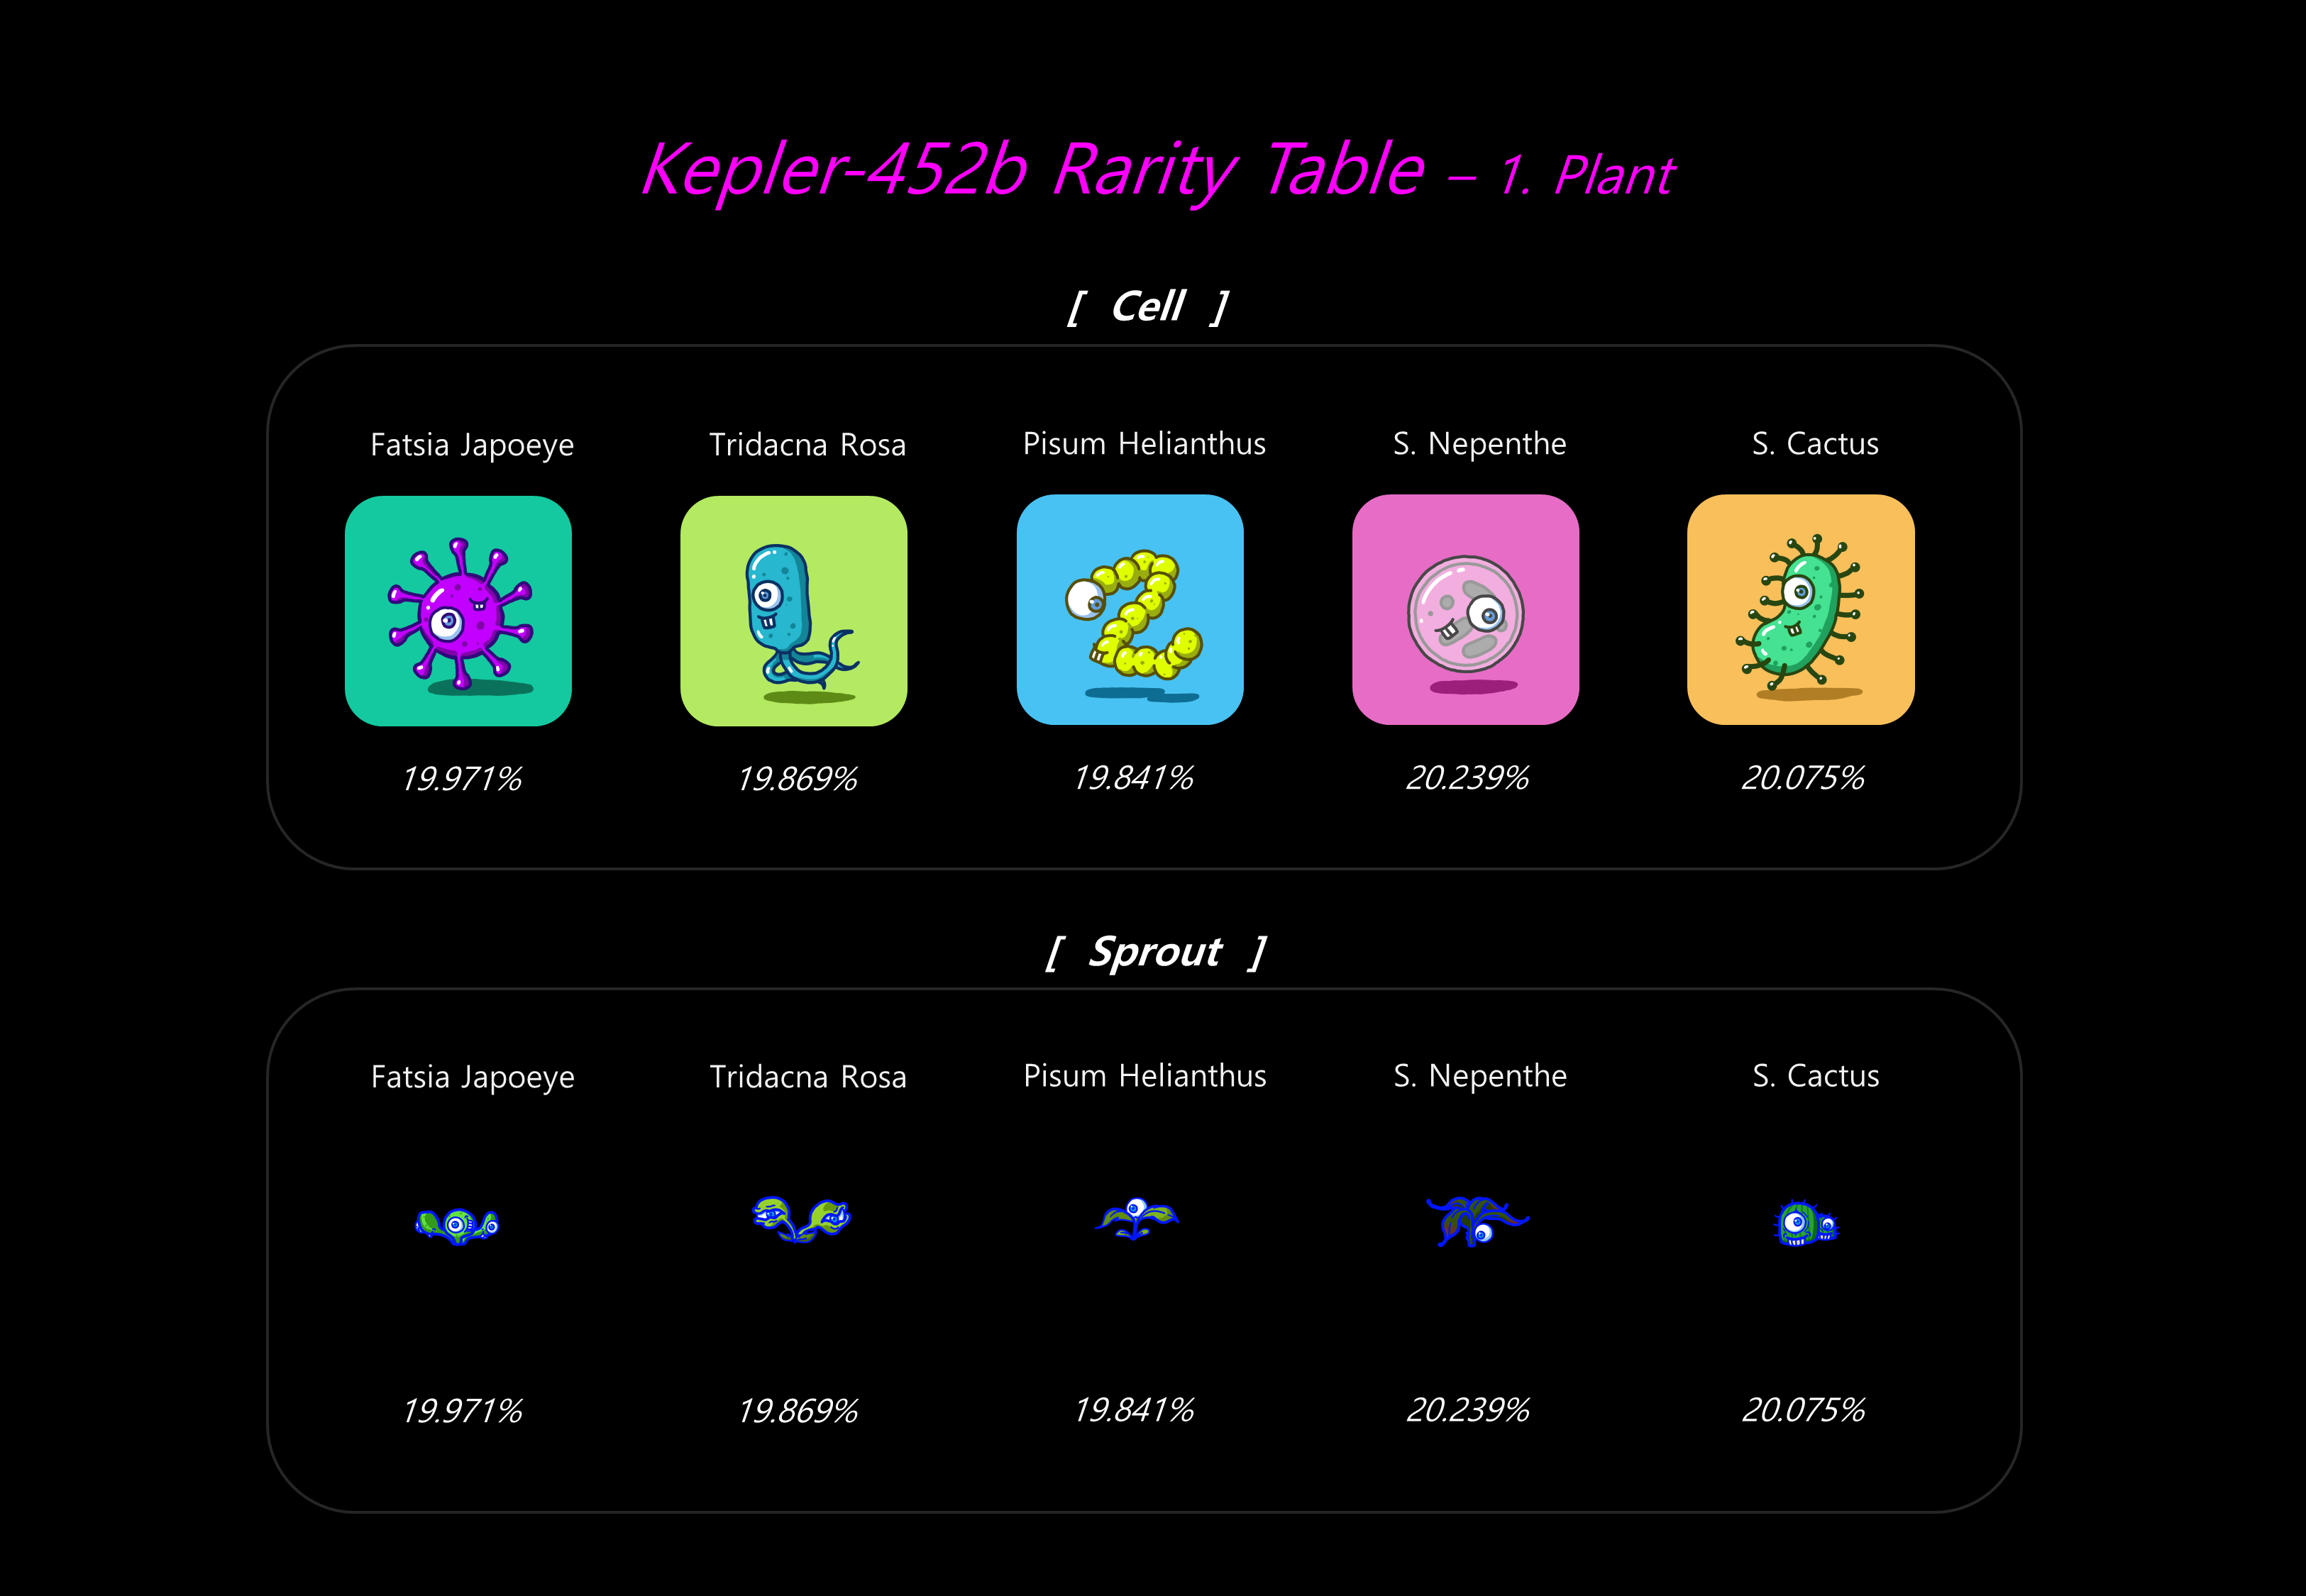 Kepler-452b Rarity Table – 1. Plant
[ Cell ]
Fatsia Japoeye Tridacna Rosa Pisum Helianthus S. Nepenthe S. Cactus
19.971% 19.869% 19.841% 20.239% 20.075%
[ Sprout ]
Fatsia Japoeye Tridacna Rosa Pisum Helianthus S. Nepenthe S. Cactus
19.971% 19.869% 19.841% 20.239% 20.075%